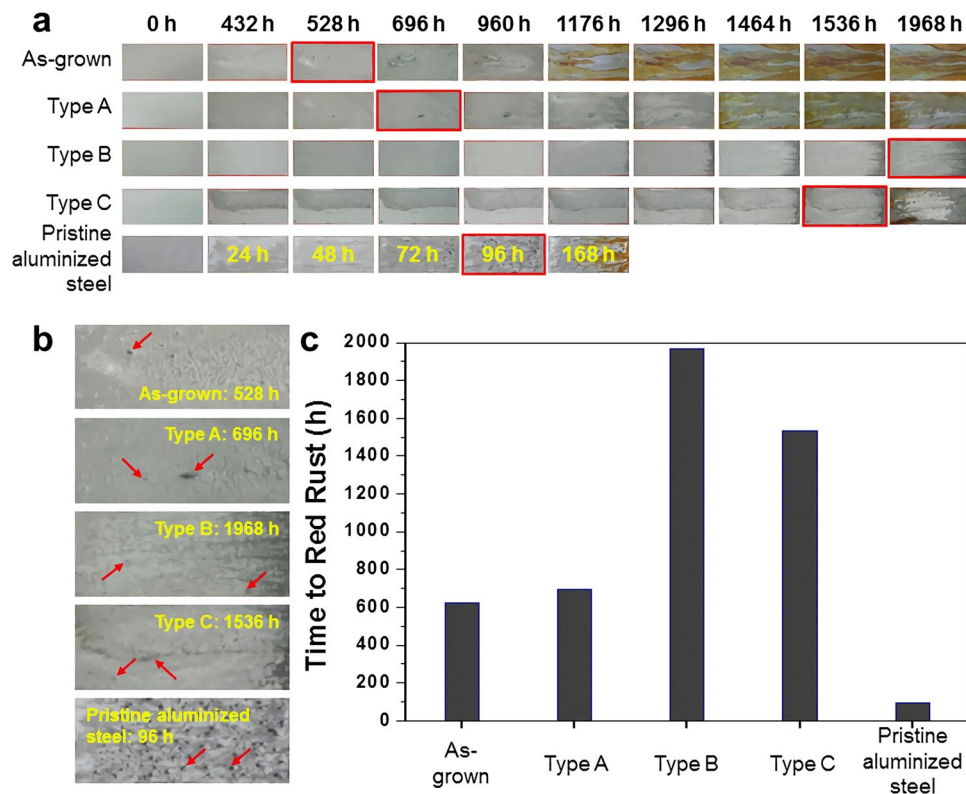 a
0 h 432 h 528 h 696 h 960 h 1176 h 1296 h 1464 h 1536 h 1968 h
As-grown
Type A
Type B
Type C
Pristine
aluminized
steel
24 h 48 h 72 h 96 h 168 h
b
As-grown: 528 h
Type A: 696 h
Type B: 1968 h
Type C: 1536 h
Pristine aluminized
steel: 96 h
c
Time to Red Rust (h)
2000
1800
1600
1400
1200
1000
800
600
400
200
0
As-
grown
Type A
Type B
Type C
Pristine
aluminized
steel